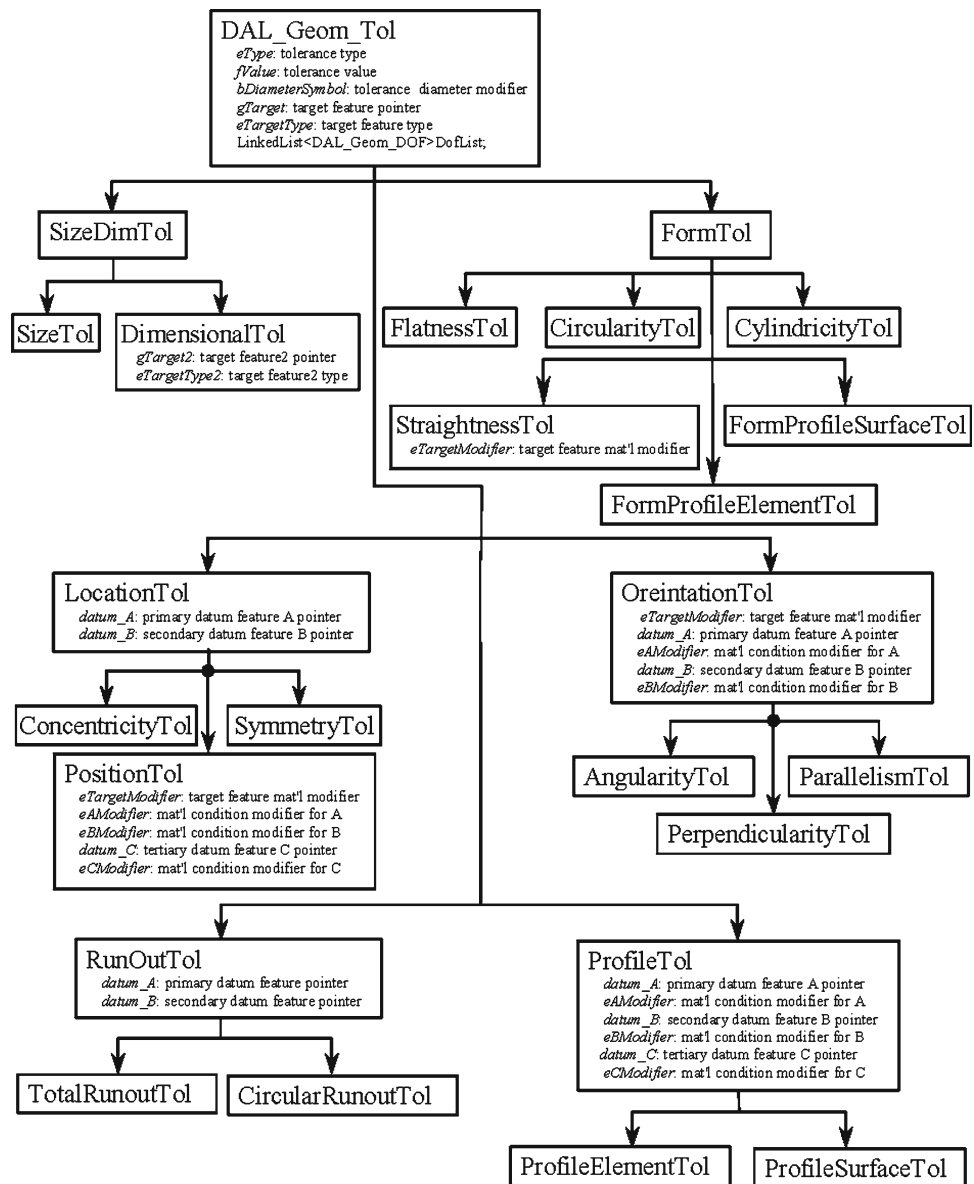 DAL_Geom_Tol
eType: tolerance type
fValue: tolerance value
bDiameterSymbol: tolerance diameter modifier
gTarget: target feature pointer
eTargetType: target feature type
LinkedList<DAL_Geom_DOF>DofList;
SizeDimTol
FormTol
SizeTol
DimensionalTol
gTarget2: target feature2 pointer
eTargetType2: target feature2 type
FlatnessTol
CircularityTol
CylindricityTol
StraightnessTol
eTargetModifier: target feature mat'l modifier
FormProfileSurfaceTol
FormProfileElementTol
LocationTol
datum_A: primary datum feature A pointer
datum_B: secondary datum feature B pointer
OreintationTol
eTargetModifier: target feature mat'l modifier
datum_A: primary datum feature A pointer
eAModifier: mat'l condition modifier for A
datum_B: secondary datum feature B pointer
eBModifier: mat'l condition modifier for B
ConcentricityTol
SymmetryTol
PositionTol
eTargetModifier: target feature mat'l modifier
eAModifier: mat'l condition modifier for A
eBModifier: mat'l condition modifier for B
datum_C: tertiary datum feature C pointer
eCModifier: mat'l condition modifier for C
AngularityTol
ParallelismTol
PerpendicularityTol
RunOutTol
datum_A: primary datum feature pointer
datum_B: secondary datum feature pointer
ProfileTol
datum_A: primary datum feature A pointer
eAModifier: mat'l condition modifier for A
datum_B: secondary datum feature B pointer
eBModifier: mat'l condition modifier for B
datum_C: tertiary datum feature C pointer
eCModifier: mat'l condition modifier for C
TotalRunoutTol
CircularRunoutTol
ProfileElementTol
ProfileSurfaceTol